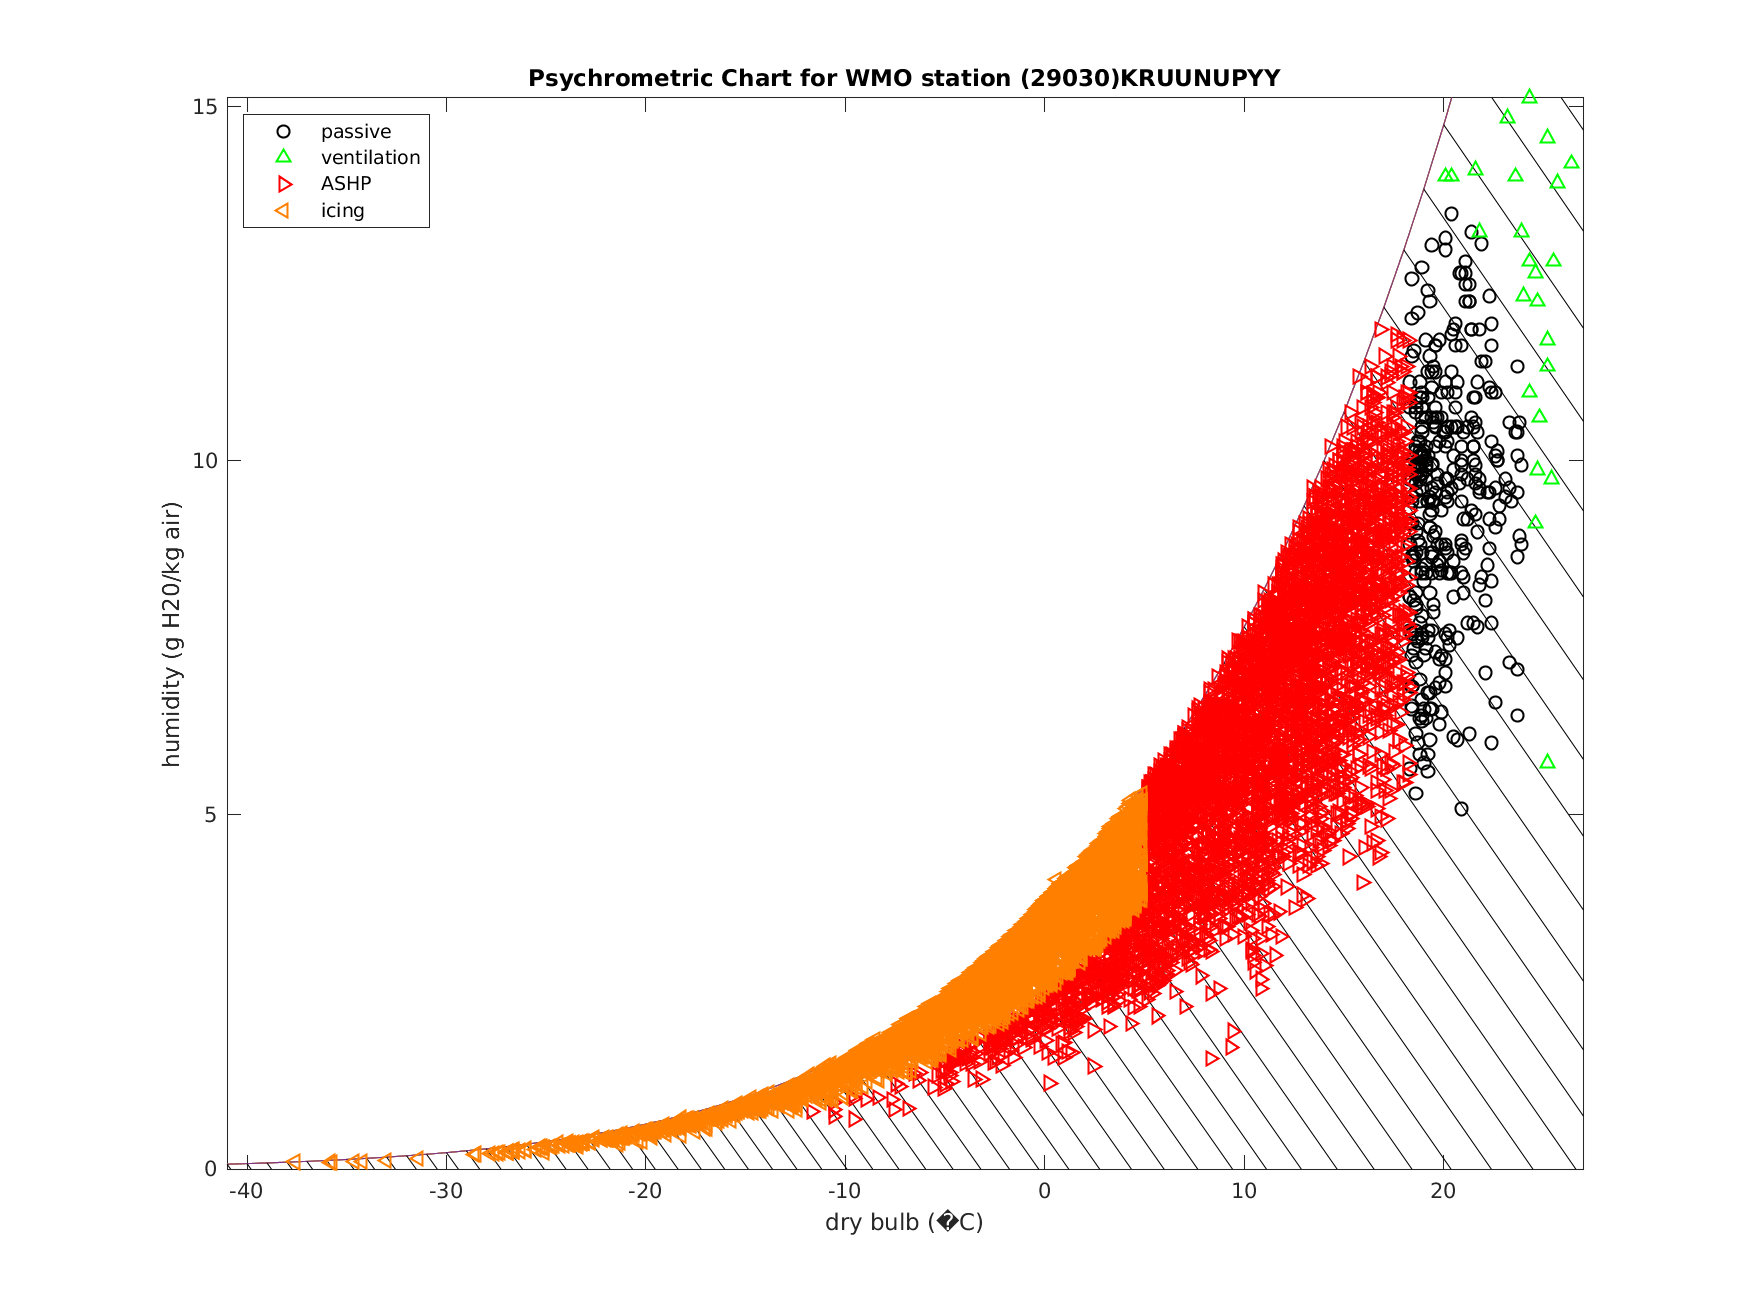 Psychrometric Chart for WMO station (29030)KRUUNUPYY
passive
ventilation
ASHP
icing
15
10
5
0
humidity (g H20/kg air)
-40 -30 -20 -10 0 10 20
dry bulb (�C)